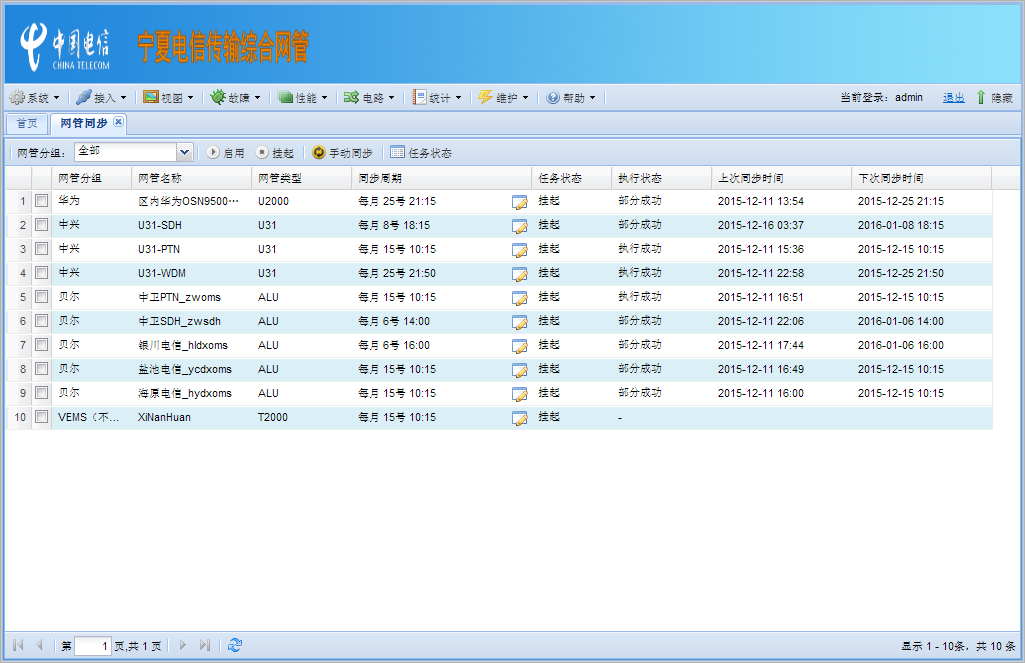 中国电信
CHINA TELECOM
宁夏电信传输综合网管
系统 接入 视图 故障 性能 电路 统计 维护 帮助 当前登录：admin 退出 隐藏
首页 网管同步
网管分组： 全部 启用 挂起 手动同步 任务状态
网管分组 网管名称 网管类型 同步周期 任务状态 执行状态 上次同步时间 下次同步时间
1 华为 区内华为OSN9500… U2000 每月 25号 21:15 挂起 部分成功 2015-12-11 13:54 2015-12-25 21:15
2 中兴 U31-SDH U31 每月 8号 18:15 挂起 部分成功 2015-12-16 03:37 2016-01-08 18:15
3 中兴 U31-PTN U31 每月 15号 10:15 挂起 执行成功 2015-12-11 15:36 2015-12-15 10:15
4 中兴 U31-WDM U31 每月 25号 21:50 挂起 执行成功 2015-12-11 22:58 2015-12-25 21:50
5 贝尔 中卫PTN_zwoms ALU 每月 15号 10:15 挂起 执行成功 2015-12-11 16:51 2015-12-15 10:15
6 贝尔 中卫SDH_zwsdh ALU 每月 6号 14:00 挂起 部分成功 2015-12-11 22:06 2016-01-06 14:00
7 贝尔 银川电信_hldxoms ALU 每月 6号 16:00 挂起 部分成功 2015-12-11 17:44 2016-01-06 16:00
8 贝尔 盐池电信_ycdxoms ALU 每月 15号 10:15 挂起 部分成功 2015-12-11 16:49 2015-12-15 10:15
9 贝尔 海原电信_hydxoms ALU 每月 15号 10:15 挂起 部分成功 2015-12-11 16:00 2015-12-15 10:15
10 VEMS（不... XiNanHuan T2000 每月 15号 10:15 挂起 -
第 1 页,共 1 页 显示 1 - 10条，共 10 条